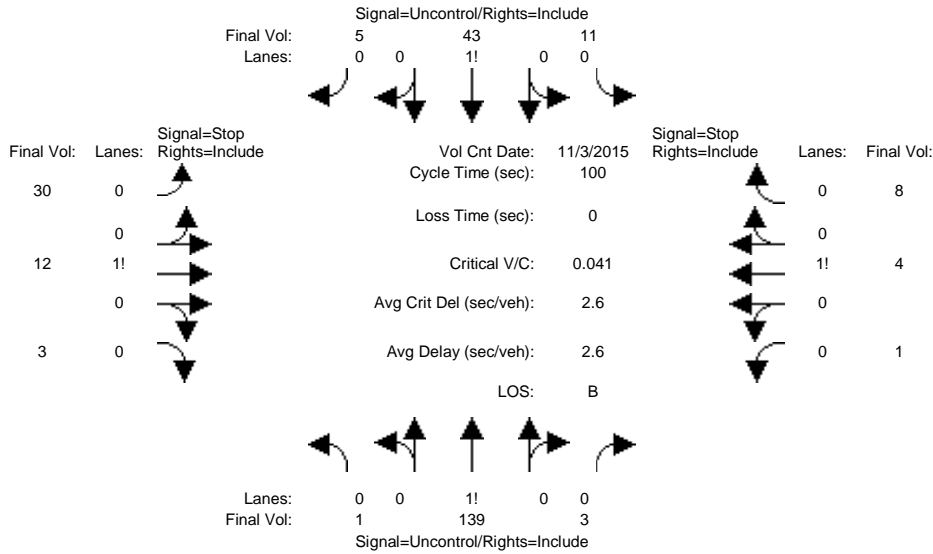 Signal=Uncontrol/Rights=Include
Final Vol: 5 43 11
Lanes: 0 0 1! 0 0
Signal=Stop Signal=Stop
Final Vol: Lanes: Rights=Include Vol Cnt Date: 11/3/2015 Rights=Include Lanes: Final Vol:
Cycle Time (sec): 100
30 0 0 8
Loss Time (sec): 0
0 0
12 1! Critical V/C: 0.041 1! 4
0 Avg Crit Del (sec/veh): 2.6 0
3 0 Avg Delay (sec/veh): 2.6 0 1
LOS: B
Lanes: 0 0 1! 0 0
Final Vol: 1 139 3
Signal=Uncontrol/Rights=Include